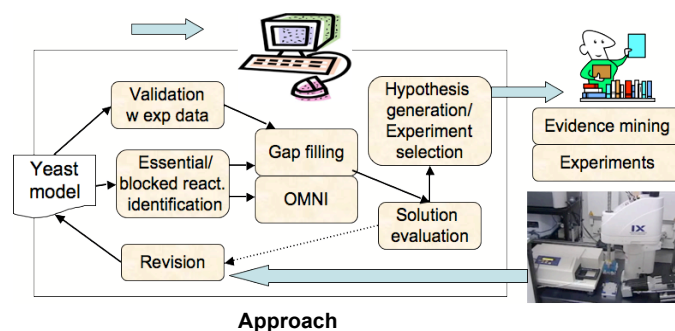 Validation
w exp data
Hypothesis
generation/
Experiment
selection
Evidence mining
Experiments
Yeast
model
Essential/
blocked react.
identification
Gap filling
OMNI
Solution
evaluation
Revision
IX
Approach